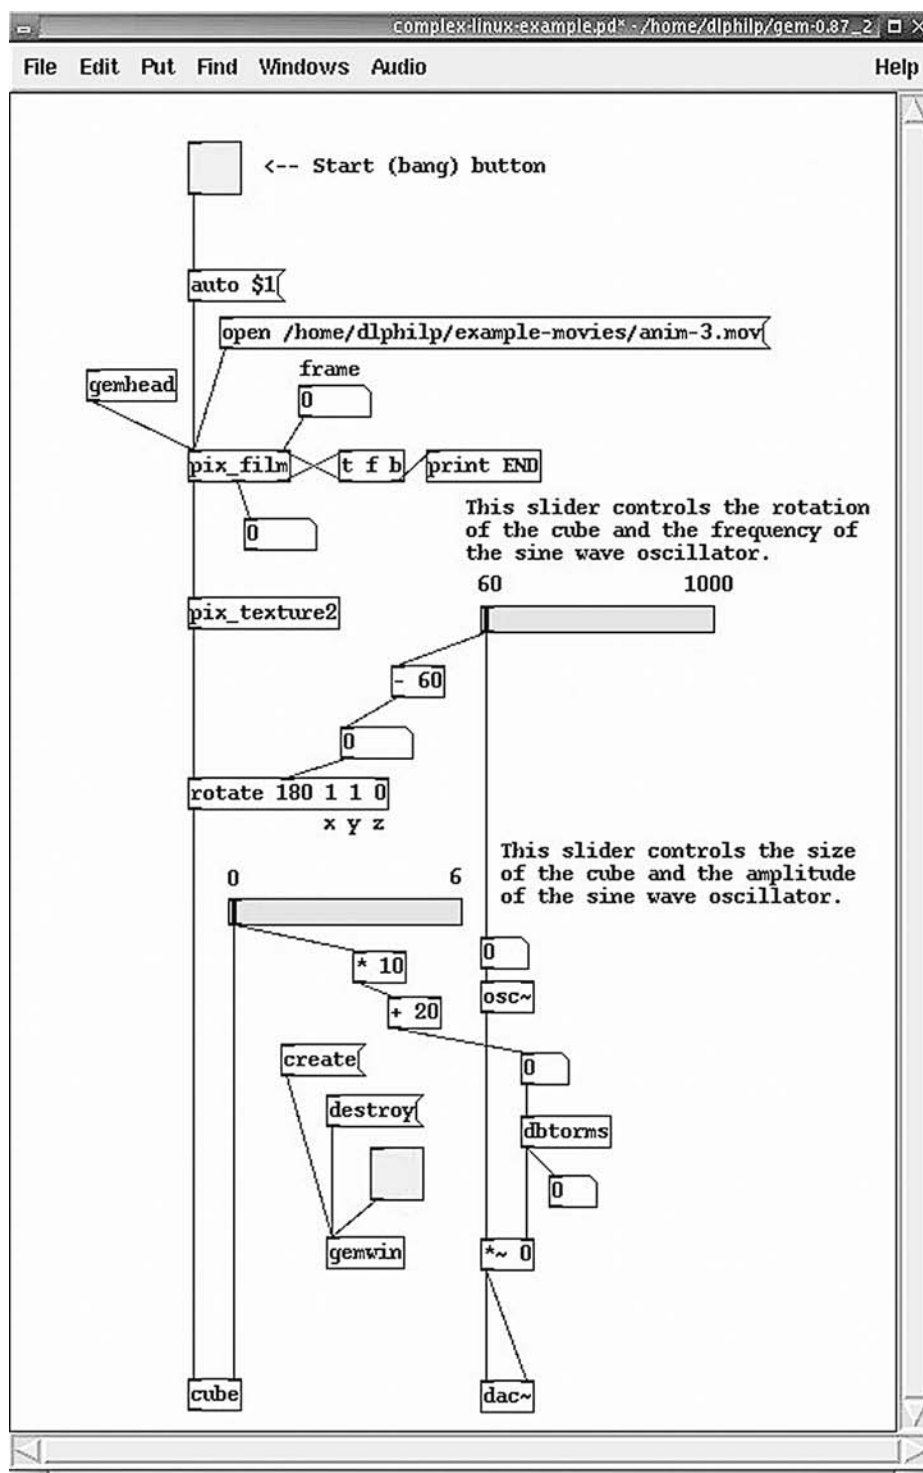 complex-linux-example.pd* - /home/dlphilp/gem-0.87_2
File Edit Put Find Windows Audio Help
<-- Start (bang) button
auto $1
open /home/dlphilp/example-movies/anim-3.mov
gemhead
frame
0
pix_film
t f b
print END
0
This slider controls the rotation
of the cube and the frequency of
the sine wave oscillator.
60 1000
pix_texture2
- 60
0
rotate 180 1 1 0
x y z
This slider controls the size
of the cube and the amplitude
of the sine wave oscillator.
0 6
0
* 10
osc~
+ 20
create
0
destroy
dbtorms
0
gemwin
*~ 0
cube
dac~